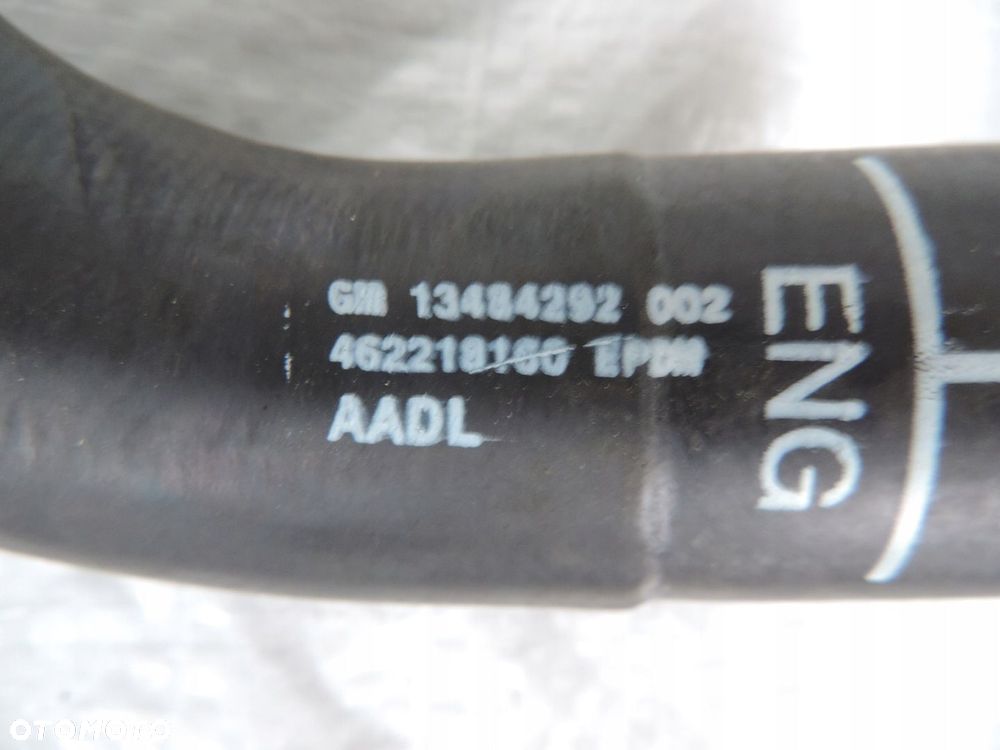 GM 13484292 002
462218160 EPDM
AADL
ENG
OTOMOTO